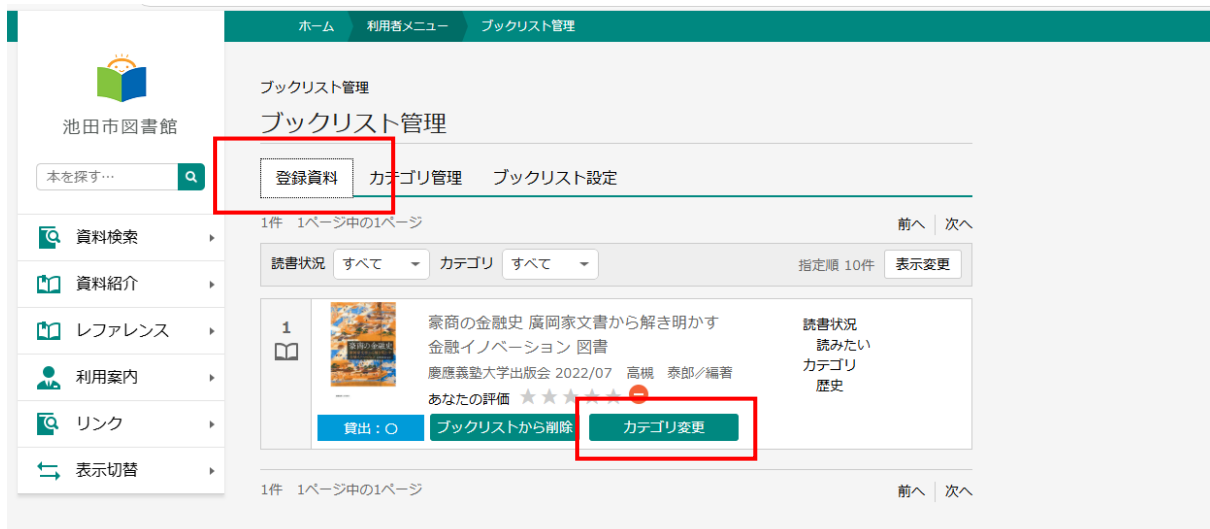 ホーム 利用者メニュー ブックリスト管理
池田市図書館
本を探す…
資料検索
資料紹介
レファレンス
利用案内
リンク
表示切替
ブックリスト管理
ブックリスト管理
登録資料 カテゴリ管理 ブックリスト設定
1件 1ページ中の1ページ 前へ 次へ
読書状況 すべて カテゴリ すべて 指定順 10件 表示変更
1
豪商の金融史
豪商の金融史 廣岡家文書から解き明かす
金融イノベーション 図書
慶應義塾大学出版会 2022/07 高槻 泰郎//編著
あなたの評価 ★★★★★
貸出:〇 ブックリストから削除 カテゴリ変更
読書状況
読みたい
カテゴリ
歴史
1件 1ページ中の1ページ 前へ 次へ